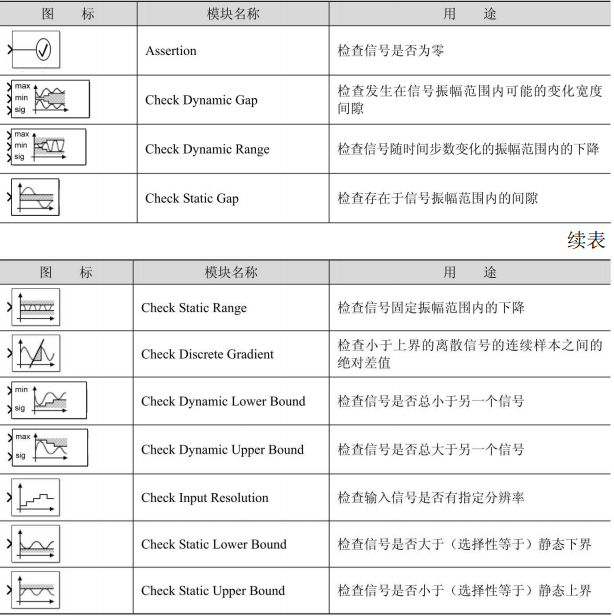 图 标 模块名称 用 途
Assertion 检查信号是否为零
max
min
sig
Check Dynamic Gap 检查发生在信号振幅范围内可能的变化宽度
间隙
max
min
sig
Check Dynamic Range 检查信号随时间步数变化的振幅范围内的下降
Check Static Gap 检查存在于信号振幅范围内的间隙
续表
图 标 模块名称 用 途
Check Static Range 检查信号固定振幅范围内的下降
Check Discrete Gradient 检查小于上界的离散信号的连续样本之间的
绝对差值
min
sig
Check Dynamic Lower Bound 检查信号是否总小于另一个信号
max
sig
Check Dynamic Upper Bound 检查信号是否总大于另一个信号
Check Input Resolution 检查输入信号是否有指定分辨率
Check Static Lower Bound 检查信号是否大于（选择性等于）静态下界
Check Static Upper Bound 检查信号是否小于（选择性等于）静态上界